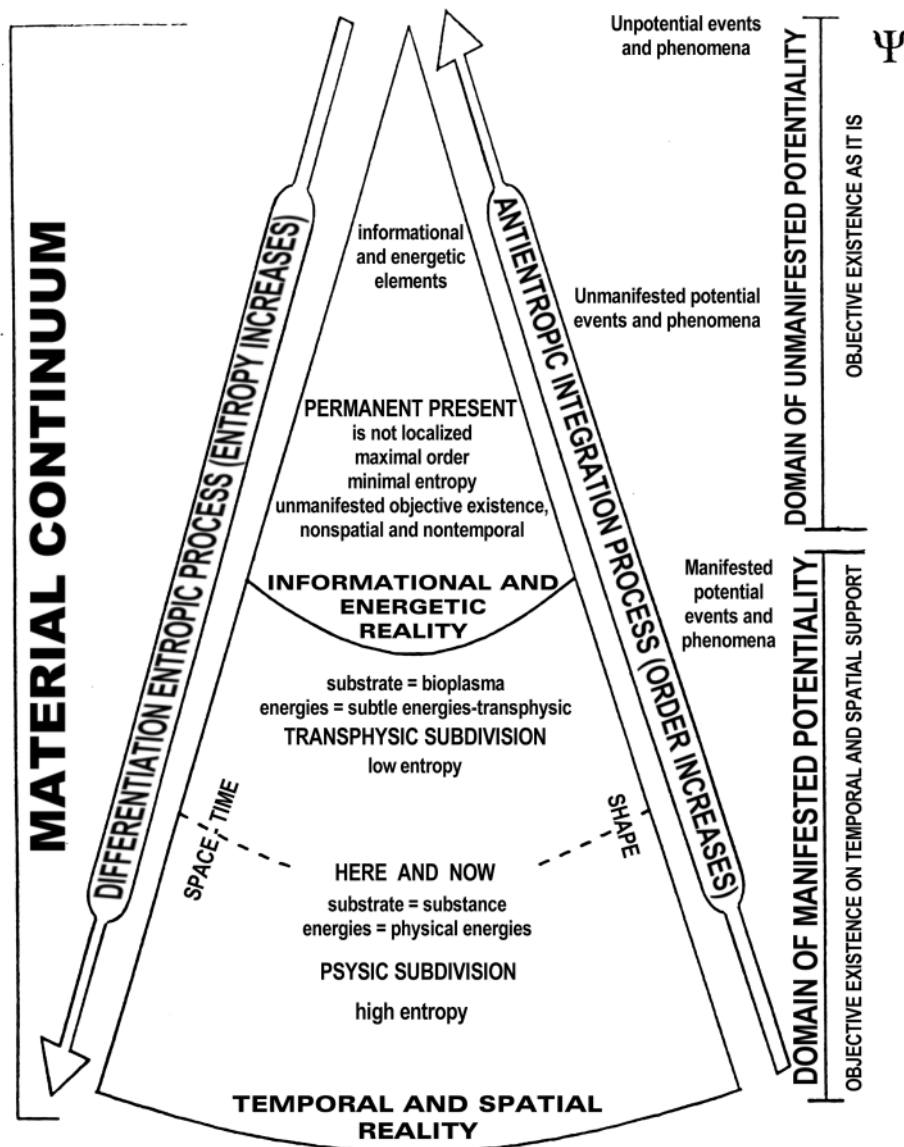 MATERIAL CONTINUUM
DIFFERENTIATION ENTROPIC PROCESS (ENTROPY INCREASES)
informational
and energetic
elements
PERMANENT PRESENT
is not localized
maximal order
minimal entropy
unmanifested objective existence,
nonspatial and nontemporal
INFORMATIONAL AND
ENERGETIC
REALITY
substrate = bioplasma
energies = subtle energies-transphysic
TRANSPHYSIC SUBDIVISION
low entropy
SPACE - TIME
SHAPE
HERE AND NOW
substrate = substance
energies = physical energies
PSYSIC SUBDIVISION
high entropy
TEMPORAL AND SPATIAL
REALITY
ANTIENTROPIC INTEGRATION PROCESS (ORDER INCREASES)
Unpotential events
and phenomena
Unmanifested potential
events and phenomena
Manifested
potential
events and
phenomena
DOMAIN OF UNMANIFESTED POTENTIALITY
OBJECTIVE EXISTENCE AS IT IS
Ψ
DOMAIN OF MANIFESTED POTENTIALITY
OBJECTIVE EXISTENCE ON TEMPORAL AND SPATIAL SUPPORT